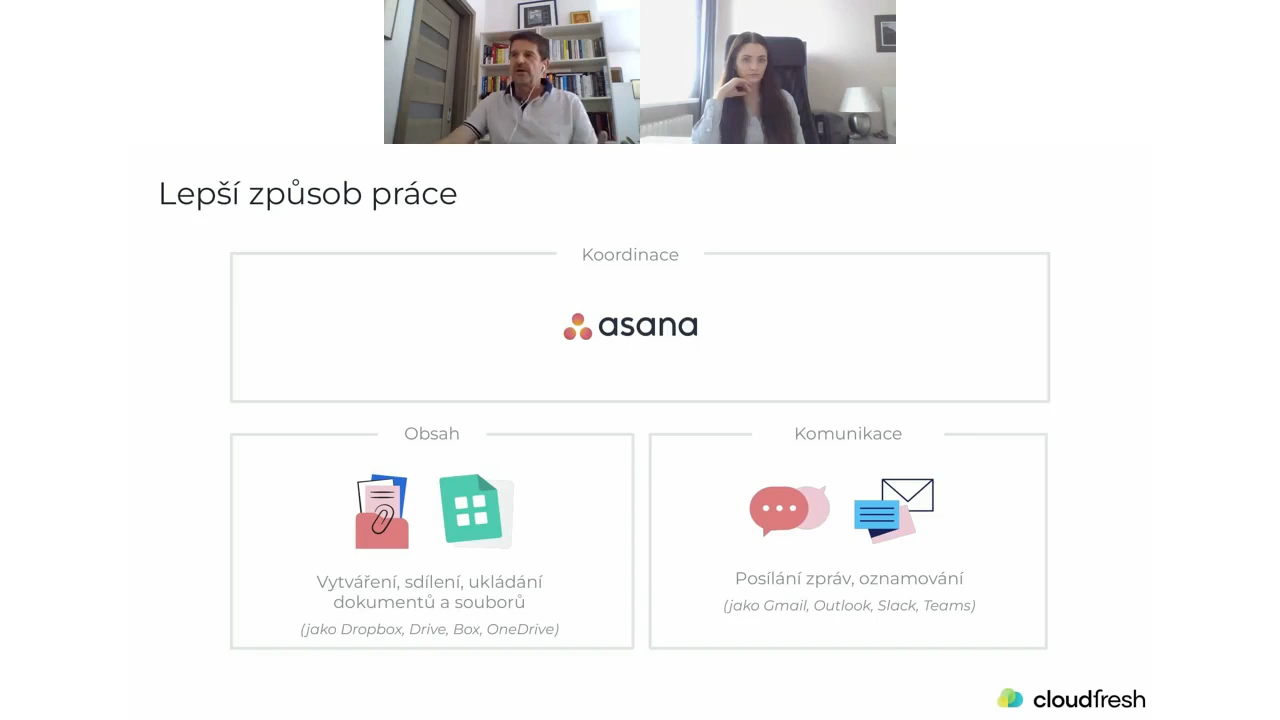 Lepší způsob práce
Koordinace
asana
Obsah
Vytváření, sdílení, ukládání
dokumentů a souborů
(jako Dropbox, Drive, Box, OneDrive)
Komunikace
Posílání zpráv, oznamování
(jako Gmail, Outlook, Slack, Teams)
cloudfresh